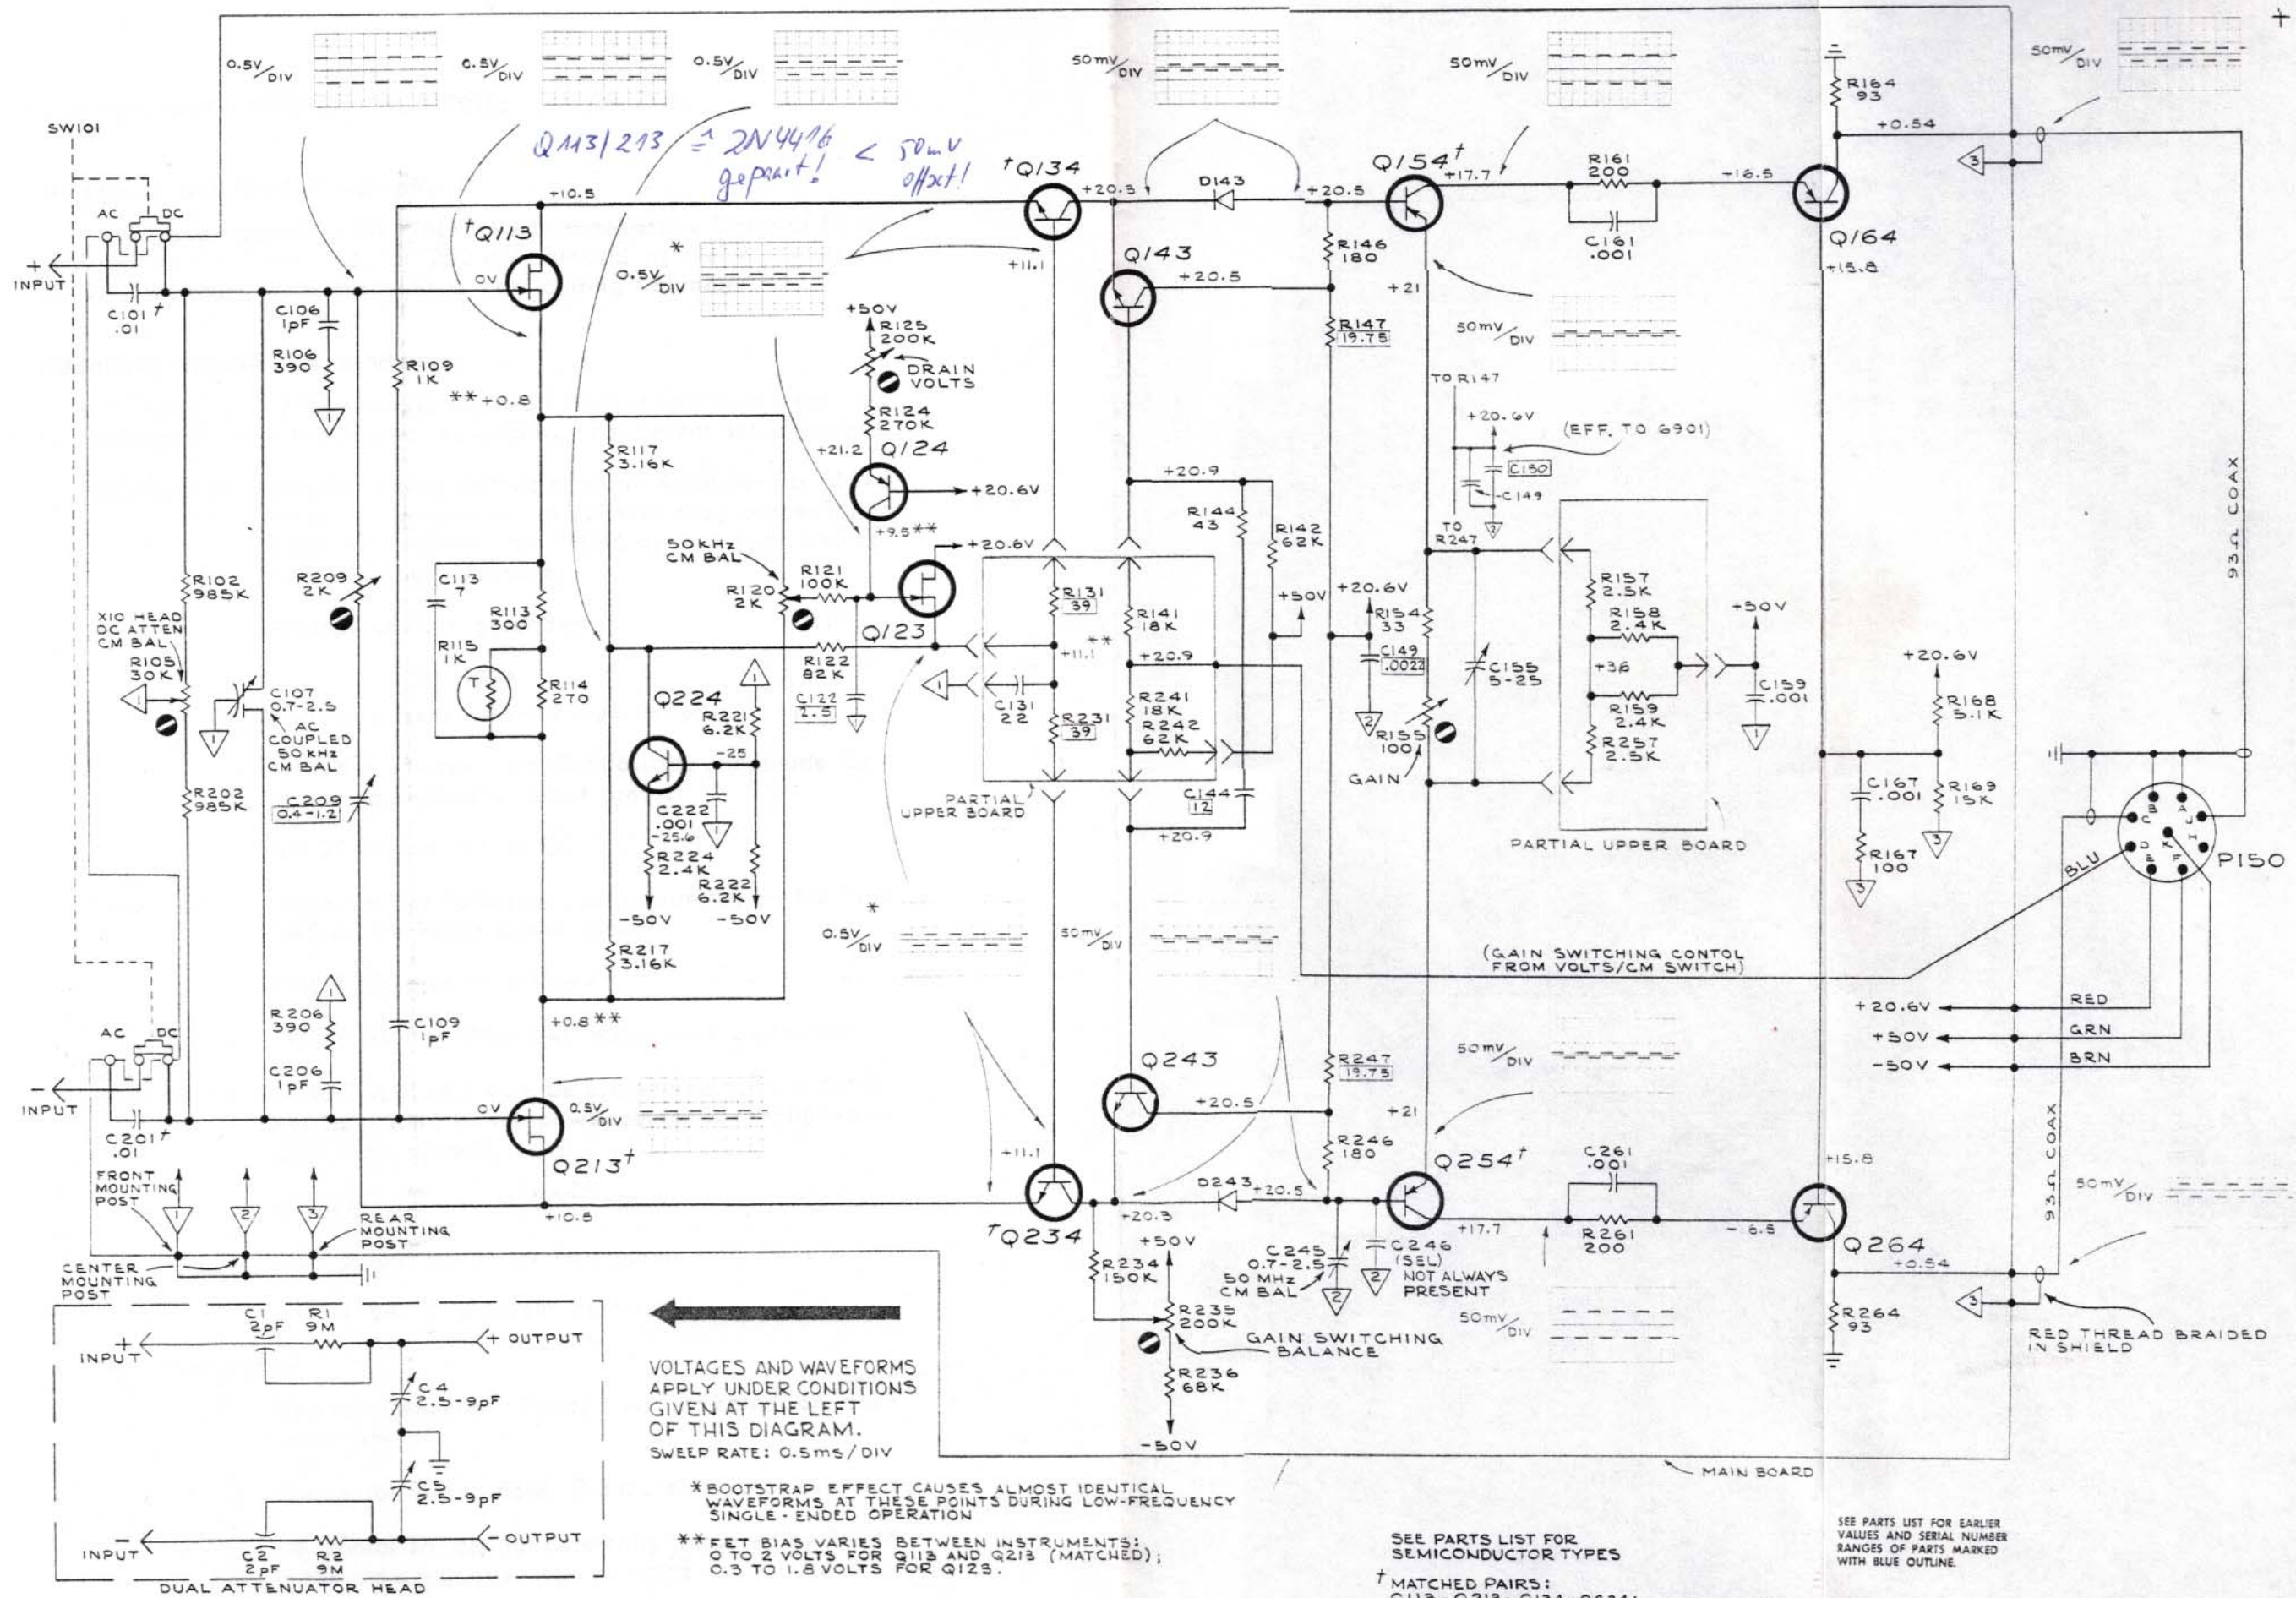 0.5V/DIV
0.5V/DIV
0.5V/DIV
50mV/DIV
50mV/DIV
50mV/DIV
+
SW101
Q113/213 ≙ 2N4416
gepaart!
< 50mV
offset!
AC
DC
+
INPUT
C101†
.01
†Q113
+10.5
0V
C106
1pF
R106
390
1
R109
1K
** +0.8
*
0.5V/DIV
+50V
R125
200K
DRAIN
VOLTS
R124
270K
+21.2
Q124
+20.6V
+9.5**
†Q134
+20.3
D143
+20.5
+11.1
Q143
+20.5
R146
180
R147
19.75
Q154†
+17.7
R161
200
C161
.001
+16.5
+21
50mV/DIV
R164
93
+0.54
3
Q164
+15.8
TO R147
+20.6V
(EFF. TO 6901)
C150
C149
2
TO
R247
93Ω COAX
R117
3.16K
50KHz
CM BAL
R120
2K
R121
100K
+20.6V
Q123
R122
82K
C122
2.5
R102
985K
X10 HEAD
DC ATTEN
CM BAL
R105
30K
1
C107
0.7-2.5
1
AC
COUPLED
50KHz
CM BAL
R209
2K
C209
0.4-1.2
R202
985K
C113
7
R113
300
R115
1K
T
R114
270
Q224
1
R221
6.2K
-25
C222
.001
1
-25.6
R224
2.4K
R222
6.2K
-50V
-50V
R217
3.16K
R131
39
+11.1
**
1
C131
22
R231
39
PARTIAL
UPPER BOARD
+20.9
R144
43
R142
62K
+50V
R141
18K
+20.9
R241
18K
R242
62K
C144
12
+20.9
+20.6V
C149
.0022
2
R154
33
C155
5-25
R155
100
GAIN
R157
2.5K
R158
2.4K
+36
R159
2.4K
R257
2.5K
+50V
C159
.001
1
PARTIAL UPPER BOARD
+20.6V
R168
5.1K
C167
.001
R169
15K
3
R167
100
3
B
A
C
J
D
K
I
E
F
P150
BLU
(GAIN SWITCHING CONTOL
FROM VOLTS/CM SWITCH)
+20.6V
RED
+50V
GRN
-50V
BRN
*
0.5V/DIV
50mV/DIV
1
R206
390
C206
1pF
C109
1pF
+0.8**
AC
DC
-
INPUT
C201†
.01
0V
0.5V/DIV
Q213†
+10.5
FRONT
MOUNTING
POST
1
2
3
REAR
MOUNTING
POST
CENTER
MOUNTING
POST
+11.1
†Q234
Q243
+20.5
D243
+20.5
+20.3
R247
19.75
R246
180
50mV/DIV
+21
Q254†
+17.7
C261
.001
R261
200
-16.5
+15.8
Q264
+0.54
R264
93
3
93Ω COAX
50mV/DIV
RED THREAD BRAIDED
IN SHIELD
R234
150K
+50V
R235
200K
GAIN SWITCHING
BALANCE
R236
68K
-50V
C245
0.7-2.5
50 MHz
CM BAL
2
C246
(SEL)
2
NOT ALWAYS
PRESENT
50mV/DIV
MAIN BOARD
+
INPUT
C1
2pF
R1
9M
+ OUTPUT
C4
2.5-9pF
C5
2.5-9pF
-
INPUT
C2
2pF
R2
9M
- OUTPUT
DUAL ATTENUATOR HEAD
VOLTAGES AND WAVEFORMS
APPLY UNDER CONDITIONS
GIVEN AT THE LEFT
OF THIS DIAGRAM.
SWEEP RATE: 0.5ms/DIV
* BOOTSTRAP EFFECT CAUSES ALMOST IDENTICAL
WAVEFORMS AT THESE POINTS DURING LOW-FREQUENCY
SINGLE-ENDED OPERATION
** FET BIAS VARIES BETWEEN INSTRUMENTS:
0 TO 2 VOLTS FOR Q113 AND Q213 (MATCHED);
0.3 TO 1.8 VOLTS FOR Q123.
SEE PARTS LIST FOR
SEMICONDUCTOR TYPES
† MATCHED PAIRS:
SEE PARTS LIST FOR EARLIER
VALUES AND SERIAL NUMBER
RANGES OF PARTS MARKED
WITH BLUE OUTLINE.